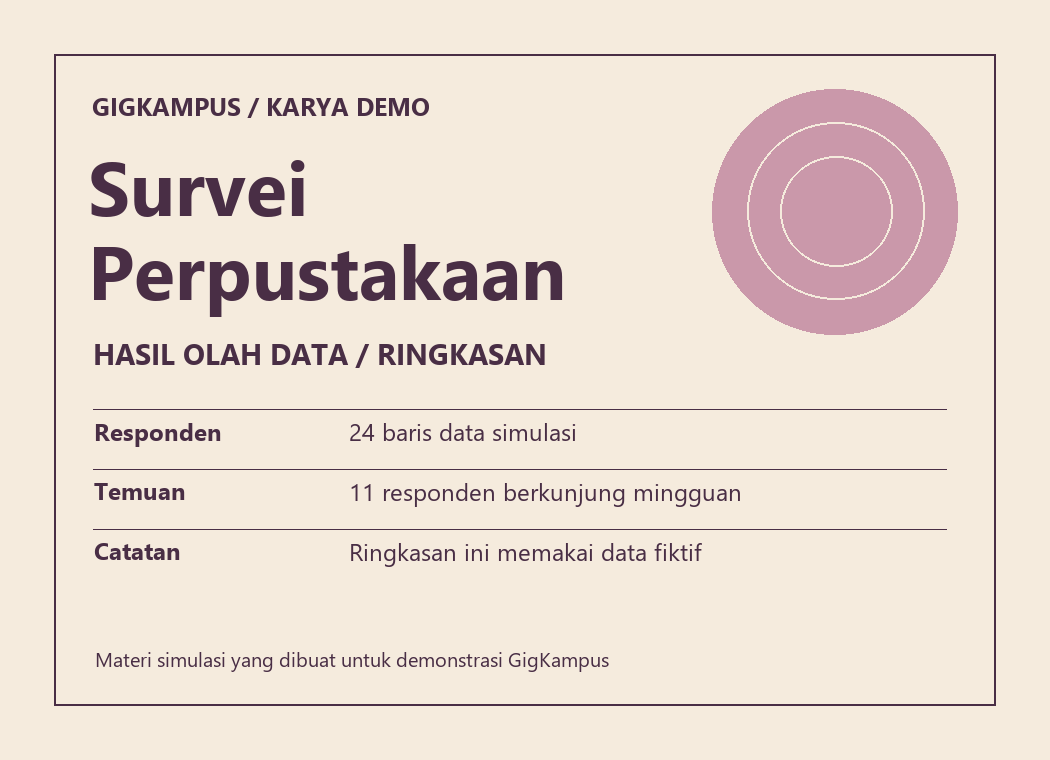 GIGKAMPUS / KARYA DEMO
Survei
Perpustakaan
HASIL OLAH DATA / RINGKASAN
Responden 24 baris data simulasi
Temuan 11 responden berkunjung mingguan
Catatan Ringkasan ini memakai data fiktif
Materi simulasi yang dibuat untuk demonstrasi GigKampus